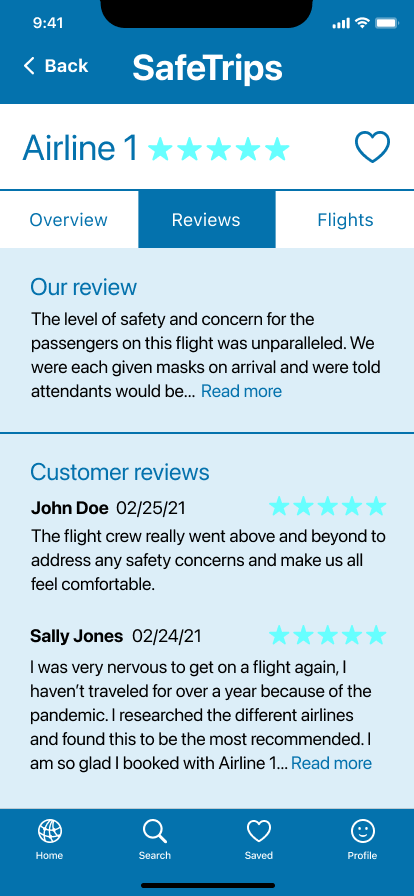 9:41
Back
SafeTrips
Airline 1
Overview
Reviews
Flights
Our review
The level of safety and concern for the
passengers on this flight was unparalleled. We
were each given masks on arrival and were told
attendants would be... Read more
Customer reviews
John Doe 02/25/21
The flight crew really went above and beyond to
address any safety concerns and make us all
feel comfortable.
Sally Jones 02/24/21
I was very nervous to get on a flight again, I
haven’t traveled for over a year because of the
pandemic. I researched the different airlines
and found this to be the most recommended. I
am so glad I booked with Airline 1... Read more
Home
Search
Saved
Profile